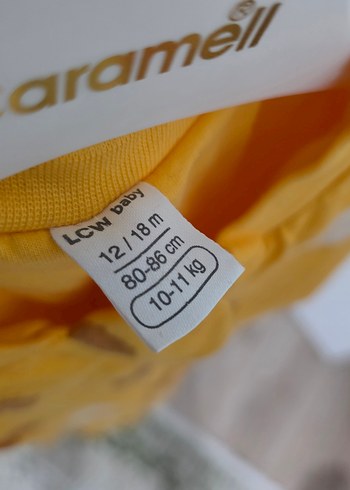 caramell®
LCW baby
12 / 18 m
80-86 cm
10-11 kg